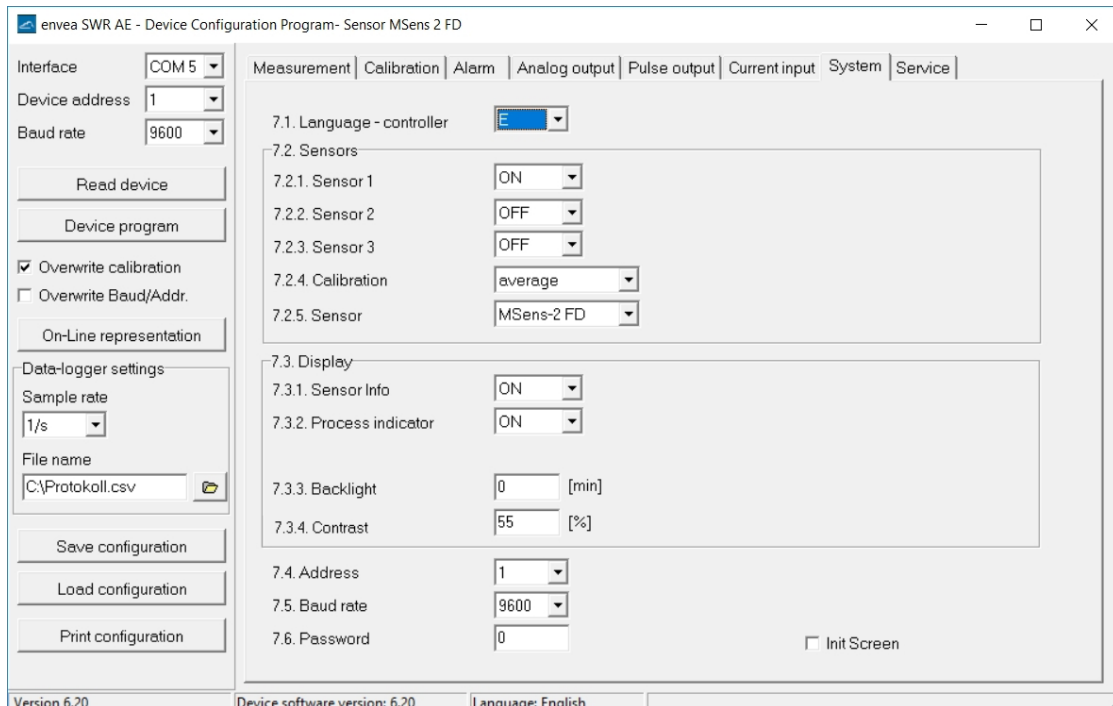 envea SWR AE - Device Configuration Program- Sensor MSens 2 FD
Interface COM 5
Device address 1
Baud rate 9600
Read device
Device program
Overwrite calibration
Overwrite Baud/Addr.
On-Line representation
Data-logger settings
Sample rate
1/s
File name
C:\Protokoll.csv
Save configuration
Load configuration
Print configuration
Measurement Calibration Alarm Analog output Pulse output Current input System Service
7.1. Language - controller E
7.2. Sensors
7.2.1. Sensor 1 ON
7.2.2. Sensor 2 OFF
7.2.3. Sensor 3 OFF
7.2.4. Calibration average
7.2.5. Sensor MSens-2 FD
7.3. Display
7.3.1. Sensor Info ON
7.3.2. Process indicator ON
7.3.3. Backlight 0 [min]
7.3.4. Contrast 55 [%]
7.4. Address 1
7.5. Baud rate 9600
7.6. Password 0
Init Screen
Version 6.20 Device software version: 6.20 Language: English